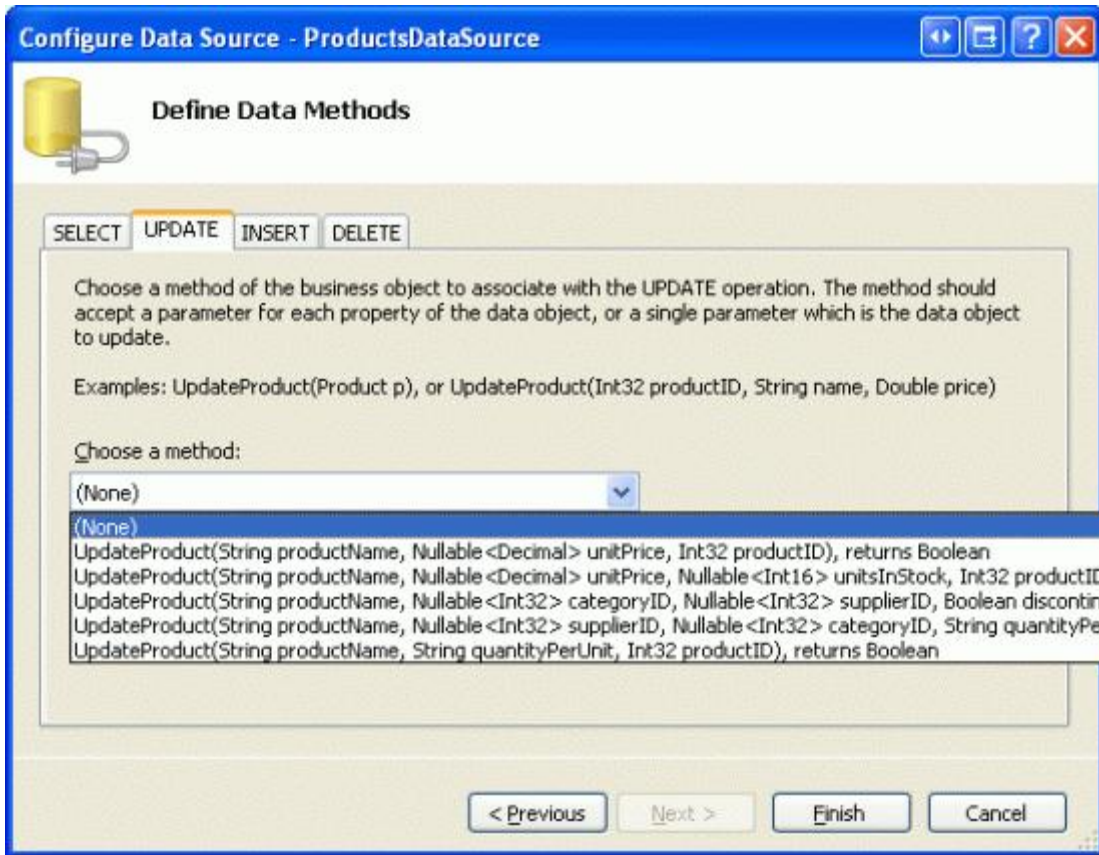 Configure Data Source - ProductsDataSource
Define Data Methods
SELECT UPDATE INSERT DELETE
Choose a method of the business object to associate with the UPDATE operation. The method should
accept a parameter for each property of the data object, or a single parameter which is the data object
to update.
Examples: UpdateProduct(Product p), or UpdateProduct(Int32 productID, String name, Double price)
Choose a method:
(None)
(None)
UpdateProduct(String productName, Nullable<Decimal> unitPrice, Int32 productID), returns Boolean
UpdateProduct(String productName, Nullable<Decimal> unitPrice, Nullable<Int16> unitsInStock, Int32 productID
UpdateProduct(String productName, Nullable<Int32> categoryID, Nullable<Int32> supplierID, Boolean discontin
UpdateProduct(String productName, Nullable<Int32> supplierID, Nullable<Int32> categoryID, String quantityPe
UpdateProduct(String productName, String quantityPerUnit, Int32 productID), returns Boolean
< Previous Next > Finish Cancel